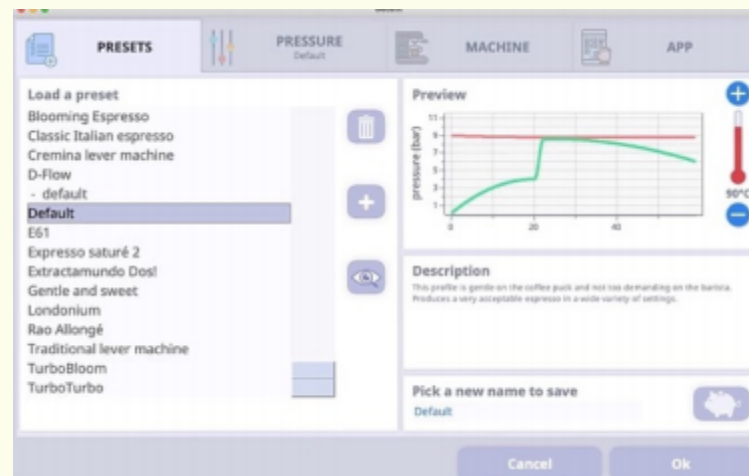 PRESETS
PRESSURE
Default
MACHINE
APP
Load a preset
Blooming Espresso
Classic Italian espresso
Cremina lever machine
D-Flow
- default
Default
E61
Expresso saturé 2
Extractamundo Dos!
Gentle and sweet
Londonium
Rao Allongé
Traditional lever machine
TurboBloom
TurboTurbo
Preview
pressure (bar)
11
9
7
5
3
1
0
20
40
90°C
Description
This profile is gentle on the coffee puck and not too demanding on the barista.
Produces a very acceptable espresso in a wide variety of settings.
Pick a new name to save
Default
Cancel
Ok